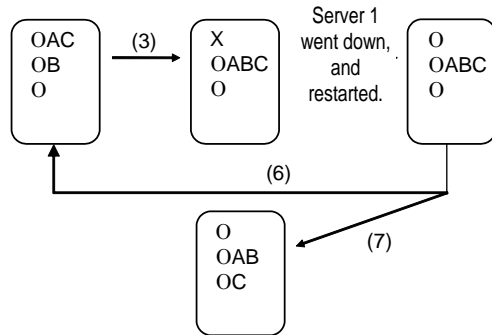 OAC
OB
O
(3)
X
OABC
O
Server 1
went down,
and
restarted.
O
OABC
O
(6)
(7)
O
OAB
OC